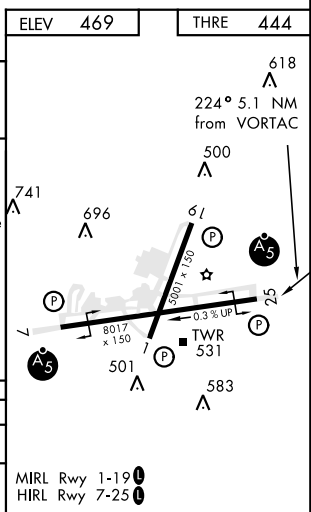 ELEV 469
THRE 444
618
224° 5.1 NM
from VORTAC
500
741
696
19
P
A5
5001 x 150
P
25
0.3 % UP
P
7
8017
x 150
TWR
531
1
P
A5
501
583
MIRL Rwy 1-19 L
HIRL Rwy 7-25 L